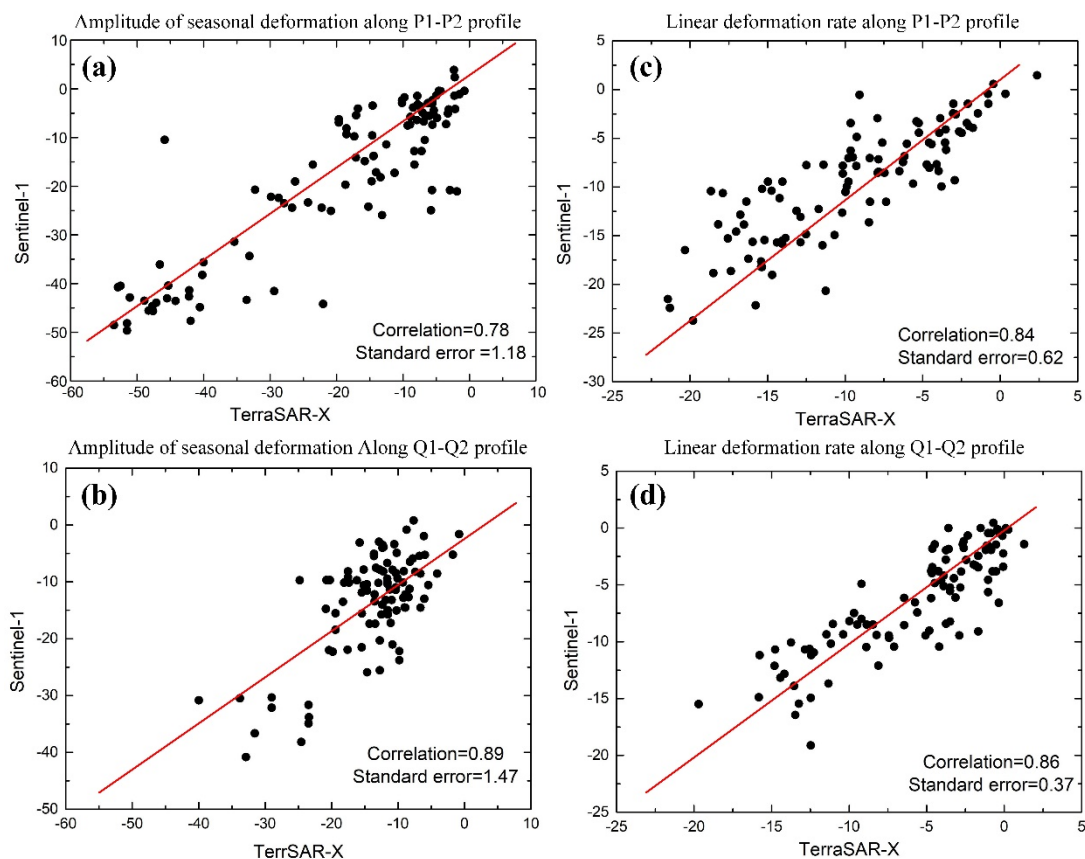 Amplitude of seasonal deformation along P1-P2 profile
(a)
10
0
-10
-20
-30
-40
-50
-60
Sentinel-1
Correlation=0.78
Standard error =1.18
-60
-50
-40
-30
-20
-10
0
10
TerraSAR-X
Linear deformation rate along P1-P2 profile
(c)
5
0
-5
-10
-15
-20
-25
-30
Sentinel-1
Correlation=0.84
Standard error=0.62
-25
-20
-15
-10
-5
0
5
TerraSAR-X
Amplitude of seasonal deformation Along Q1-Q2 profile
(b)
10
0
-10
-20
-30
-40
-50
Sentinel-1
Correlation=0.89
Standard error=1.47
-60
-50
-40
-30
-20
-10
0
10
TerrSAR-X
Linear deformation rate along Q1-Q2 profile
(d)
5
0
-5
-10
-15
-20
-25
Sentinel-1
Correlation=0.86
Standard error=0.37
-25
-20
-15
-10
-5
0
5
TerraSAR-X